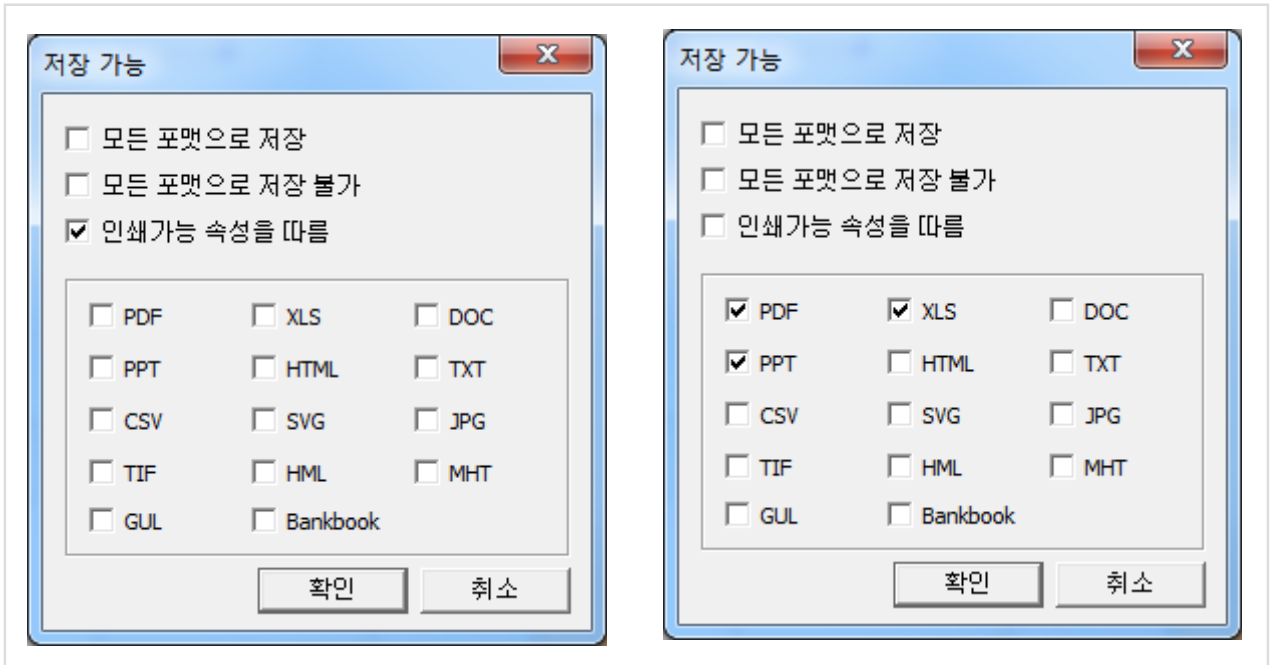 저장 가능
모든 포맷으로 저장
모든 포맷으로 저장 불가
인쇄가능 속성을 따름
PDF XLS DOC
PPT HTML TXT
CSV SVG JPG
TIF HML MHT
GUL Bankbook
확인 취소
저장 가능
모든 포맷으로 저장
모든 포맷으로 저장 불가
인쇄가능 속성을 따름
PDF XLS DOC
PPT HTML TXT
CSV SVG JPG
TIF HML MHT
GUL Bankbook
확인 취소